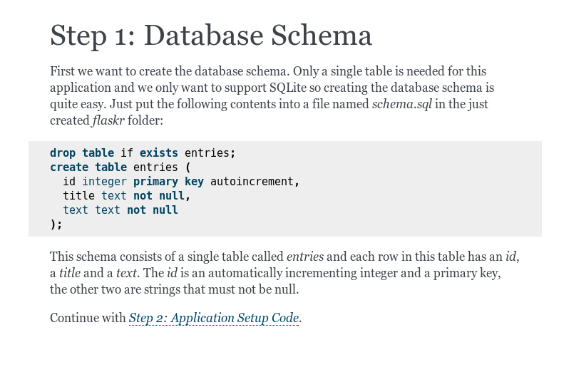 Step 1: Database Schema
First we want to create the database schema. Only a single table is needed for this
application and we only want to support SQLite so creating the database schema is
quite easy. Just put the following contents into a file named schema.sql in the just
created flaskr folder:
drop table if exists entries;
create table entries (
  id integer primary key autoincrement,
  title text not null,
  text text not null
);
This schema consists of a single table called entries and each row in this table has an id,
a title and a text. The id is an automatically incrementing integer and a primary key,
the other two are strings that must not be null.
Continue with Step 2: Application Setup Code.